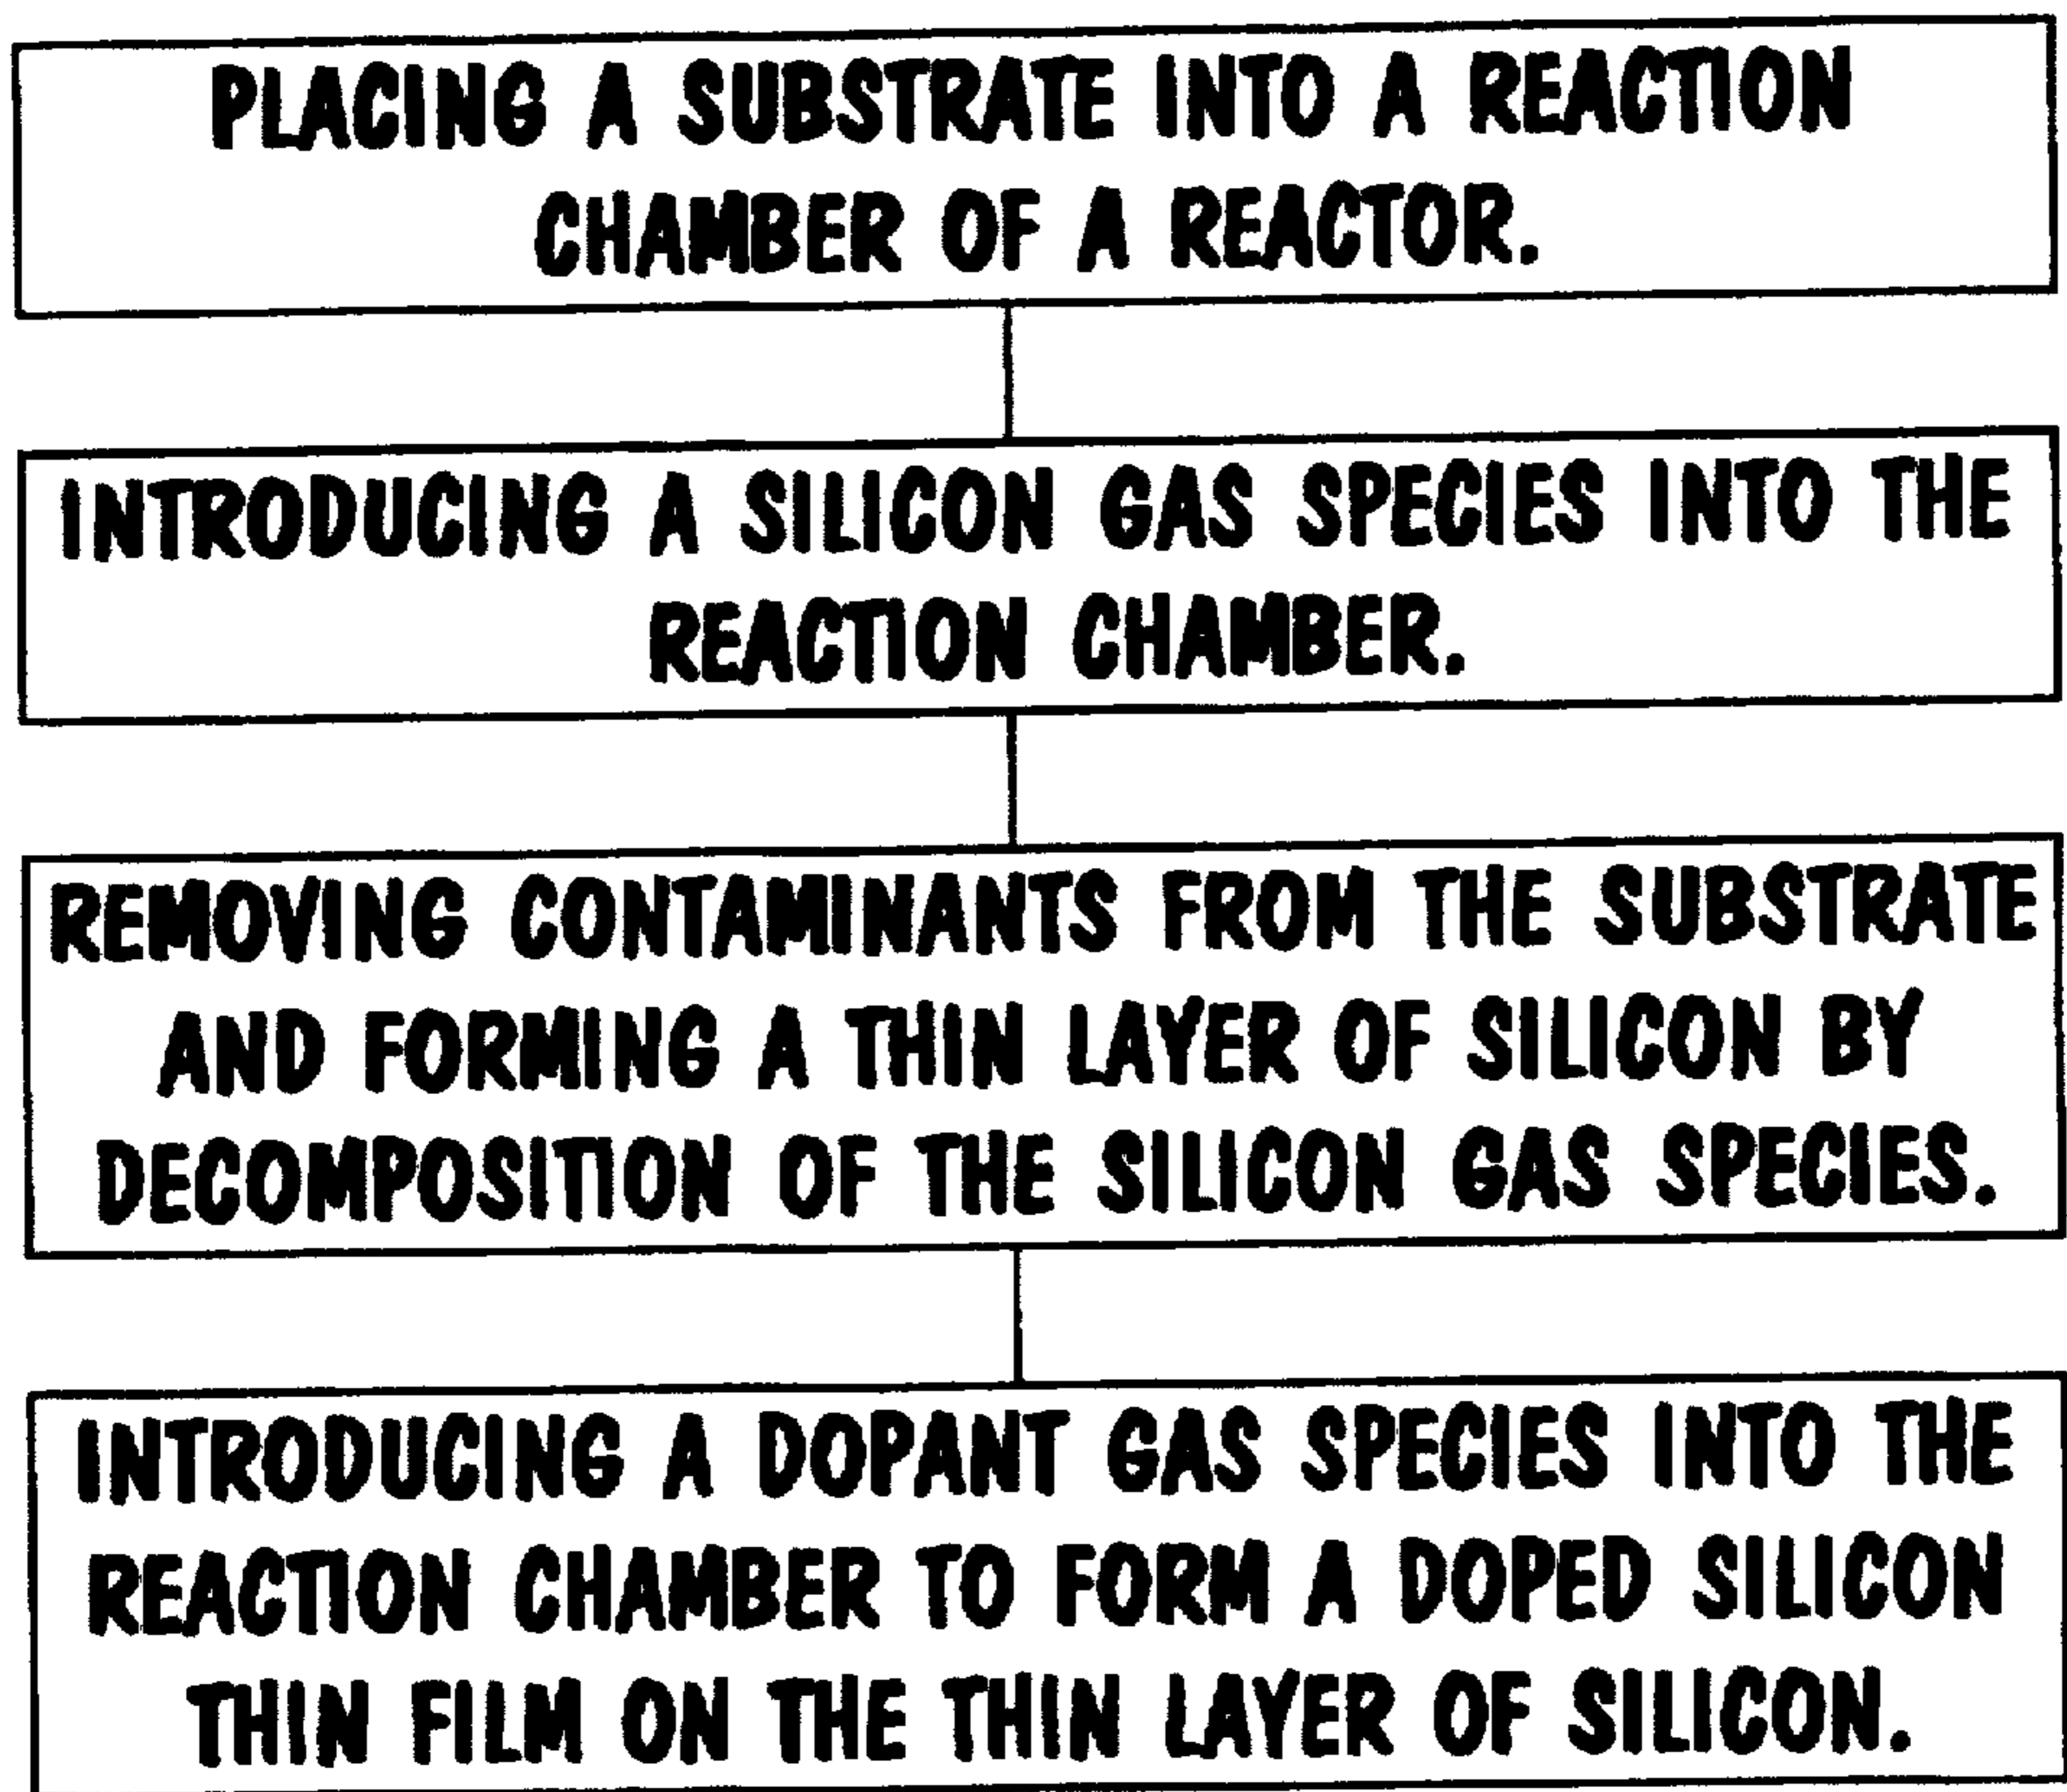 PLACING A SUBSTRATE INTO A REACTION
CHAMBER OF A REACTOR.
INTRODUCING A SILICON GAS SPECIES INTO THE
REACTION CHAMBER.
REMOVING CONTAMINANTS FROM THE SUBSTRATE
AND FORMING A THIN LAYER OF SILICON BY
DECOMPOSITION OF THE SILICON GAS SPECIES.
INTRODUCING A DOPANT GAS SPECIES INTO THE
REACTION CHAMBER TO FORM A DOPED SILICON
THIN FILM ON THE THIN LAYER OF SILICON.